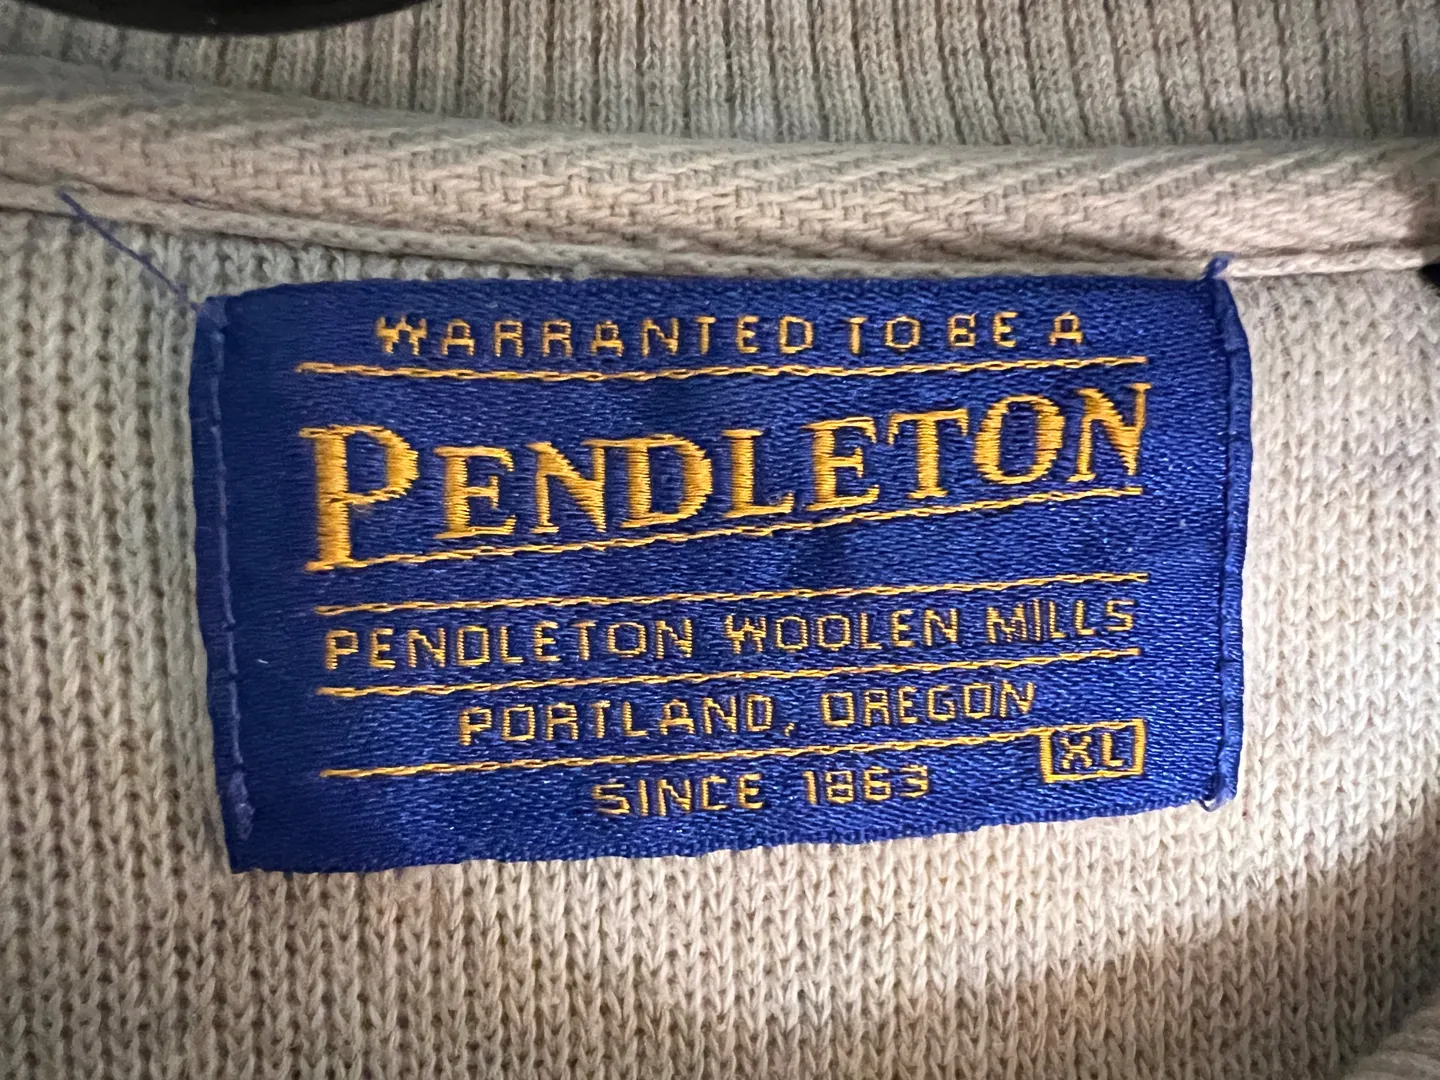 WARRANTED TO BE A
PENDLETON
PENDLETON WOOLEN MILLS
PORTLAND, OREGON
SINCE 1863
XL